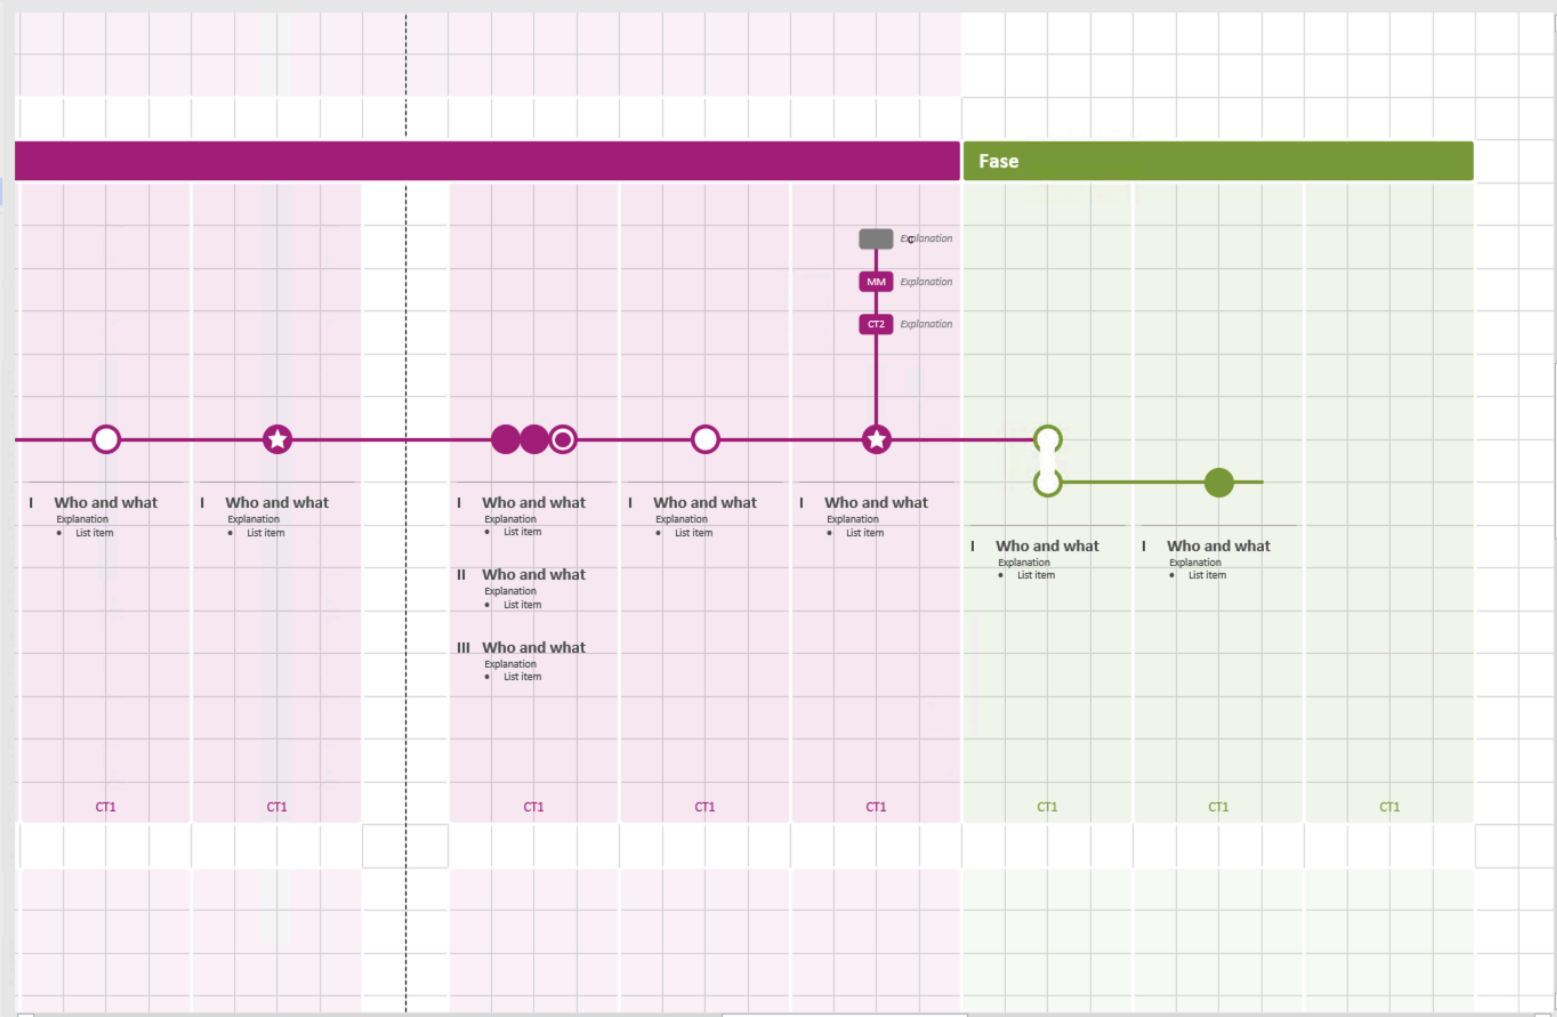 Fase
Explanation
MM
Explanation
CT2
Explanation
I Who and what
Explanation
• List item
I Who and what
Explanation
• List item
I Who and what
Explanation
• List item
II Who and what
Explanation
• List item
III Who and what
Explanation
• List item
I Who and what
Explanation
• List item
I Who and what
Explanation
• List item
I Who and what
Explanation
• List item
I Who and what
Explanation
• List item
CT1
CT1
CT1
CT1
CT1
CT1
CT1
CT1